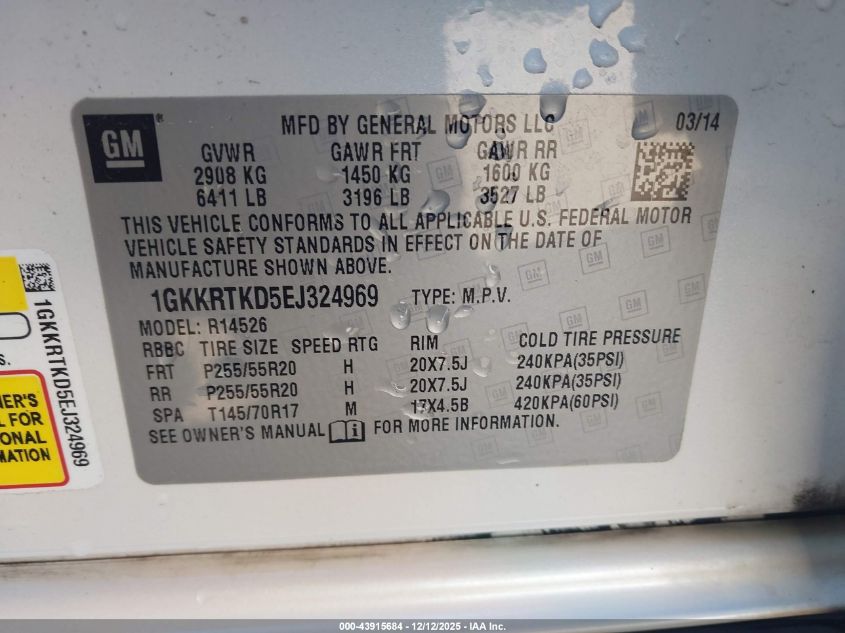 GM
®
MFD BY GENERAL MOTORS LLC
03/14
GVWR GAWR FRT GAWR RR
2908 KG 1450 KG 1600 KG
6411 LB 3196 LB 3527 LB
THIS VEHICLE CONFORMS TO ALL APPLICABLE U.S. FEDERAL MOTOR
VEHICLE SAFETY STANDARDS IN EFFECT ON THE DATE OF
MANUFACTURE SHOWN ABOVE.
1GKKRTKD5EJ324969 TYPE: M.P.V.
MODEL: R14526
RBBC TIRE SIZE SPEED RTG RIM COLD TIRE PRESSURE
FRT P255/55R20 H 20X7.5J 240KPA(35PSI)
RR P255/55R20 H 20X7.5J 240KPA(35PSI)
SPA T145/70R17 M 17X4.5B 420KPA(60PSI)
SEE OWNER'S MANUAL FOR MORE INFORMATION.
1GKKRTKD5EJ324969
S.
NER'S
L FOR
ONAL
MATION
000-43915684 - 12/12/2025 - IAA Inc.